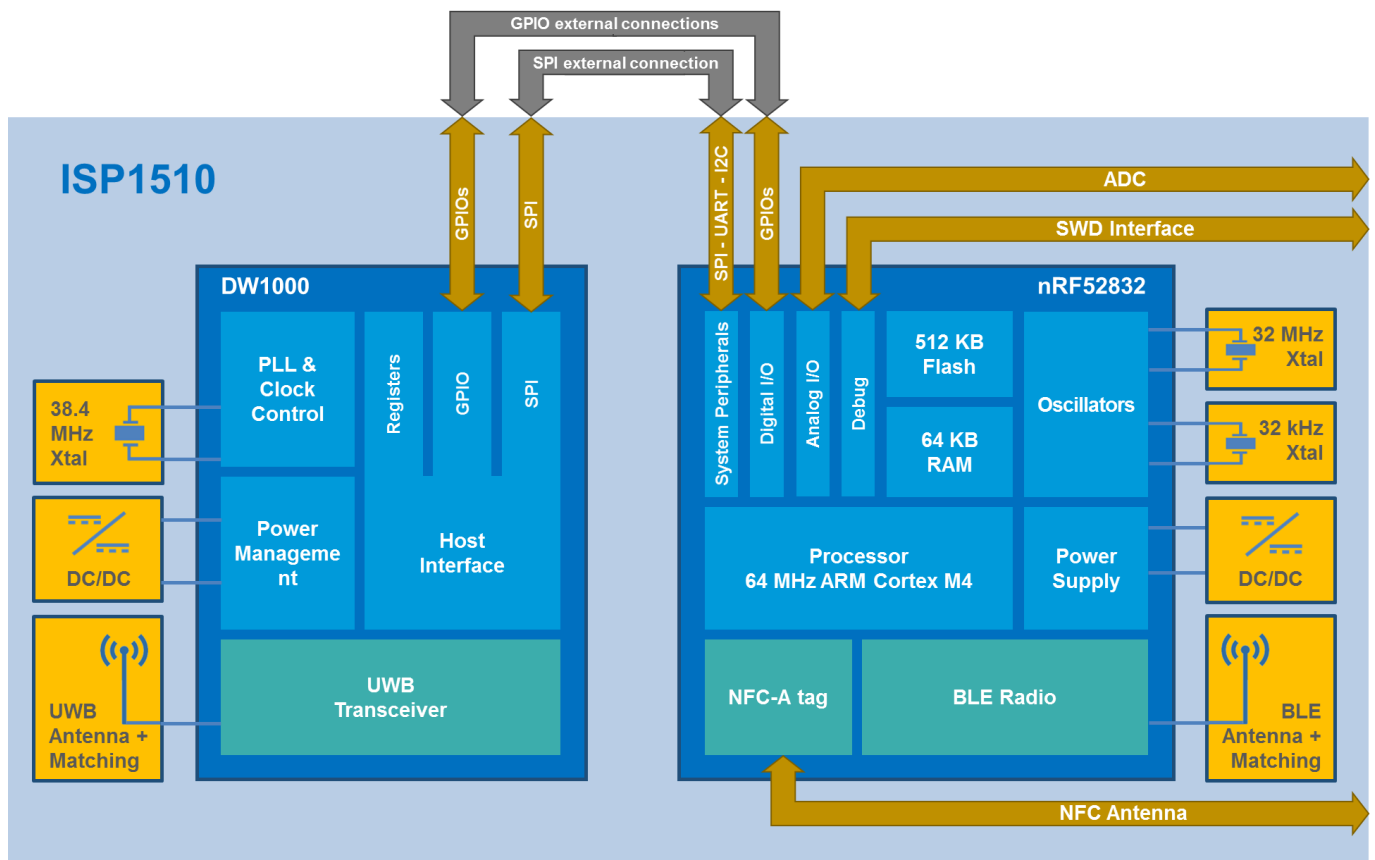 GPIO external connections
SPI external connection
ISP1510
GPIOs
SPI
SPI - UART - I2C
GPIOs
ADC
SWD Interface
DW1000
PLL &
Clock
Control
Registers
GPIO
SPI
Power
Manageme
nt
Host
Interface
UWB
Transceiver
38.4
MHz
Xtal
DC/DC
UWB
Antenna +
Matching
nRF52832
System Peripherals
Digital I/O
Analog I/O
Debug
512 KB
Flash
64 KB
RAM
Oscillators
Processor
64 MHz ARM Cortex M4
Power
Supply
NFC-A tag
BLE Radio
32 MHz
Xtal
32 kHz
Xtal
DC/DC
BLE
Antenna +
Matching
NFC Antenna